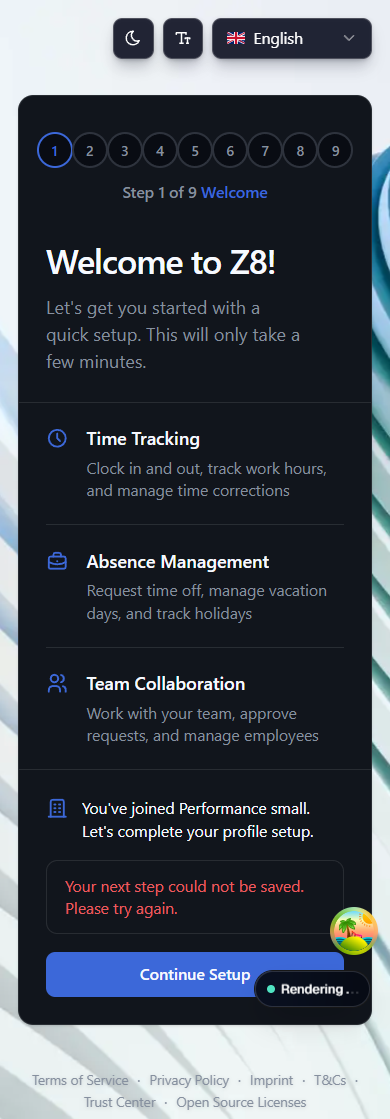 English
1 2 3 4 5 6 7 8 9
Step 1 of 9 Welcome
Welcome to Z8!
Let's get you started with a
quick setup. This will only take a
few minutes.
Time Tracking
Clock in and out, track work hours,
and manage time corrections
Absence Management
Request time off, manage vacation
days, and track holidays
Team Collaboration
Work with your team, approve
requests, and manage employees
You've joined Performance small.
Let's complete your profile setup.
Your next step could not be saved.
Please try again.
Continue Setup
Rendering...
Terms of Service · Privacy Policy · Imprint · T&Cs ·
Trust Center · Open Source Licenses